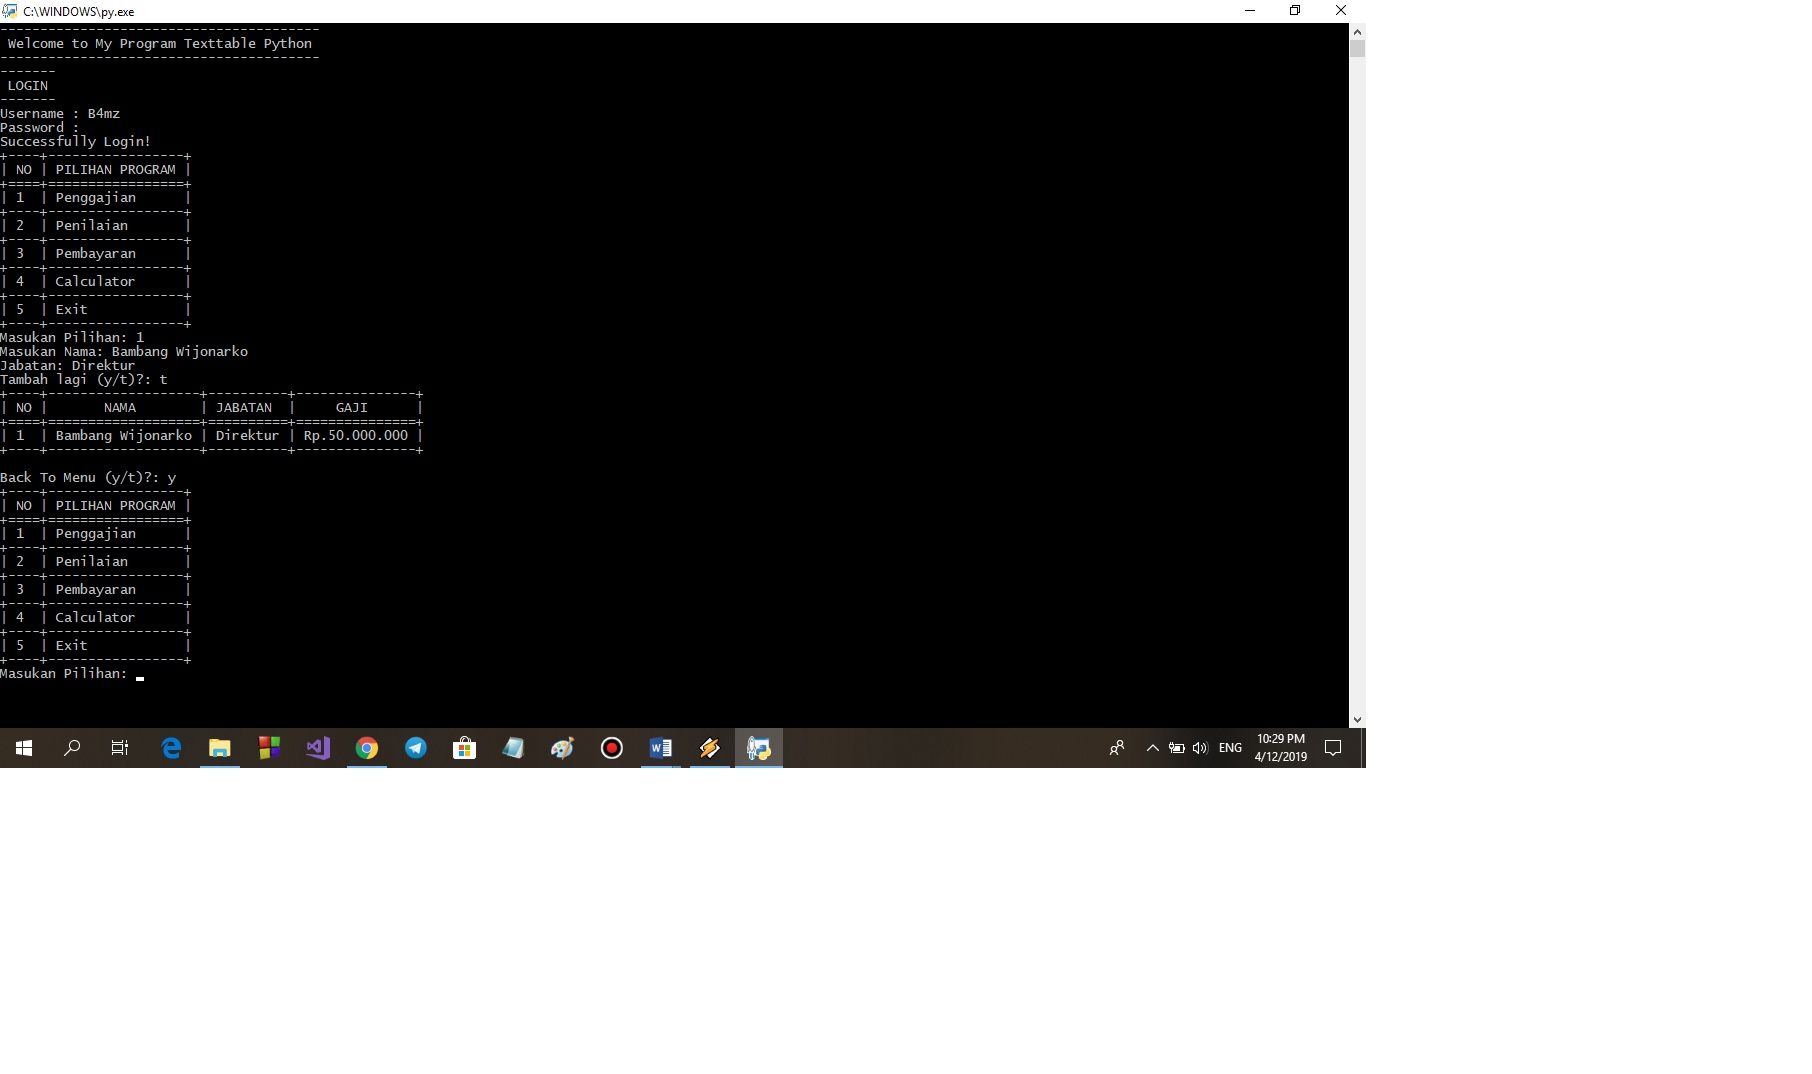 C:\WINDOWS\py.exe
----------------------------------------
Welcome to My Program Texttable Python
----------------------------------------
-------
LOGIN
-------
Username : B4mz
Password :
Successfully Login!
+----+-----------------+
| NO | PILIHAN PROGRAM |
+====+=================+
| 1  | Penggajian      |
+----+-----------------+
| 2  | Penilaian       |
+----+-----------------+
| 3  | Pembayaran      |
+----+-----------------+
| 4  | Calculator      |
+----+-----------------+
| 5  | Exit            |
+----+-----------------+
Masukan Pilihan: 1
Masukan Nama: Bambang Wijonarko
Jabatan: Direktur
Tambah lagi (y/t)?: t
+----+-------------------+----------+---------------+
| NO |       NAMA        | JABATAN  |     GAJI      |
+====+===================+==========+===============+
| 1  | Bambang Wijonarko | Direktur | Rp.50.000.000 |
+----+-------------------+----------+---------------+
Back To Menu (y/t)?: y
+----+-----------------+
| NO | PILIHAN PROGRAM |
+====+=================+
| 1  | Penggajian      |
+----+-----------------+
| 2  | Penilaian       |
+----+-----------------+
| 3  | Pembayaran      |
+----+-----------------+
| 4  | Calculator      |
+----+-----------------+
| 5  | Exit            |
+----+-----------------+
Masukan Pilihan:
ENG
10:29 PM
4/12/2019